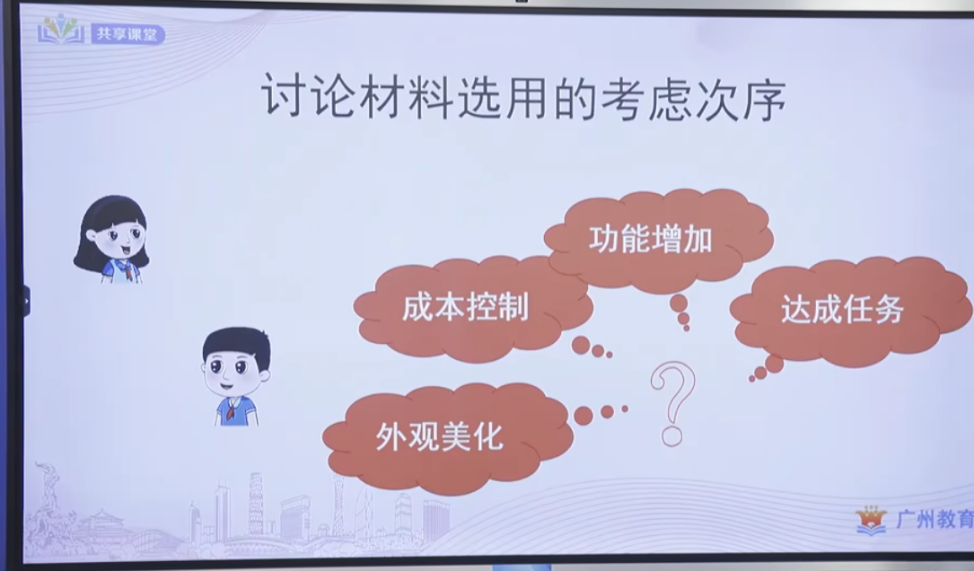 共享课堂
讨论材料选用的考虑次序
功能增加
成本控制
达成任务
?
外观美化
广州教育